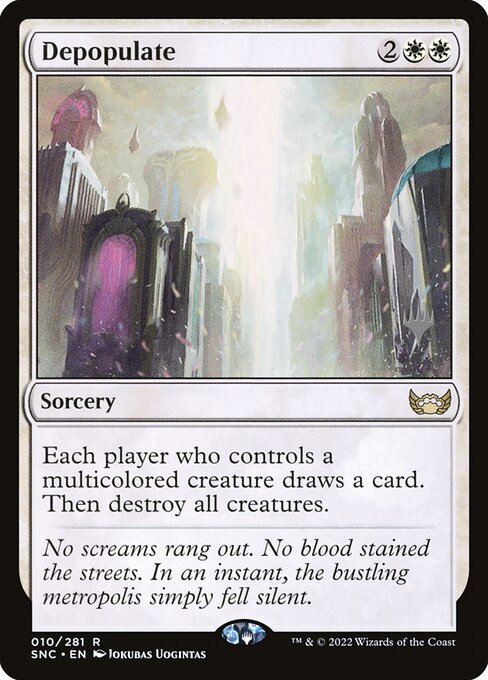 Depopulate 2
Sorcery
Each player who controls a
multicolored creature draws a card.
Then destroy all creatures.
No screams rang out. No blood stained
the streets. In an instant, the bustling
metropolis simply fell silent.
010/281 R
SNC • EN Jokubas Uogintas
™ & © 2022 Wizards of the Coast